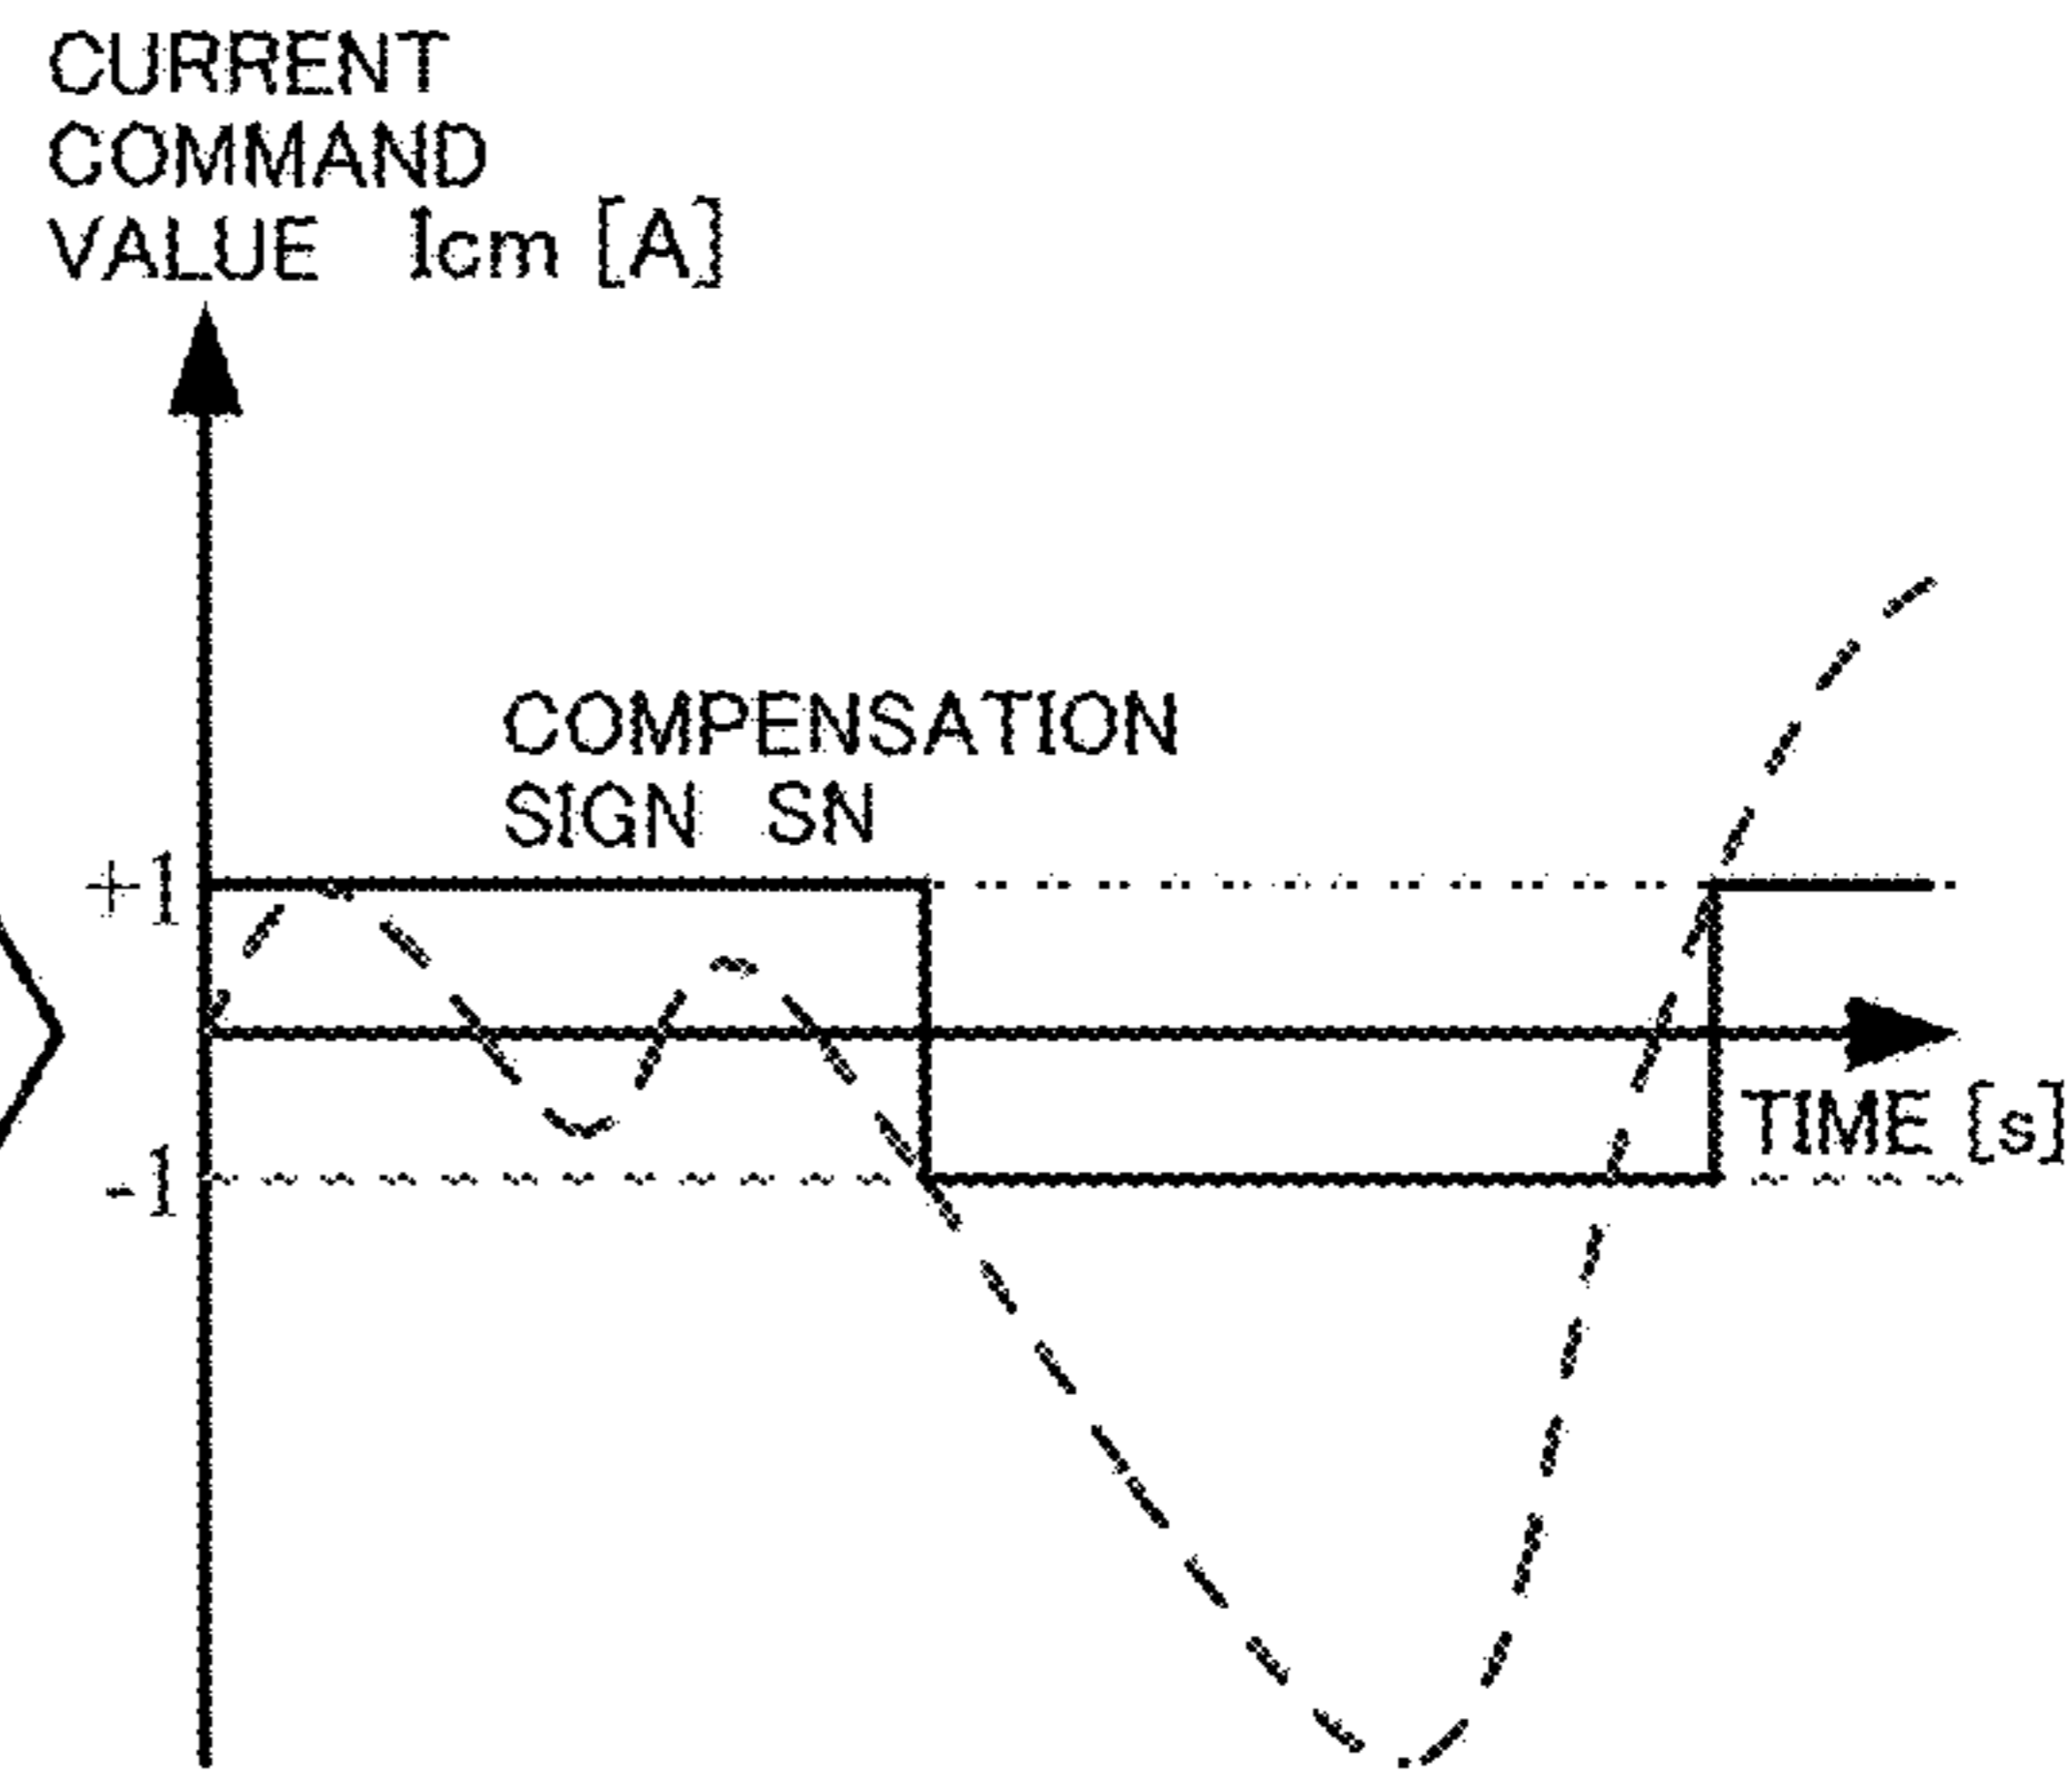 CURRENT
COMMAND
VALUE Icm [A]
COMPENSATION
SIGN SN
+1
TIME [s]
-1